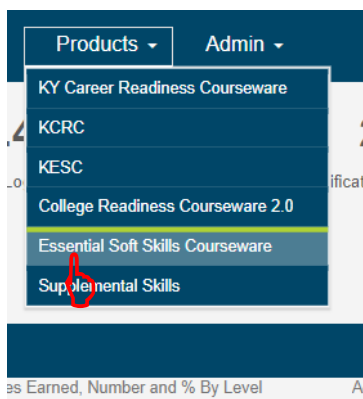 Products Admin
KY Career Readiness Courseware
KCRC
KESC
College Readiness Courseware 2.0
Essential Soft Skills Courseware
Supplemental Skills
Earned, Number and % By Level